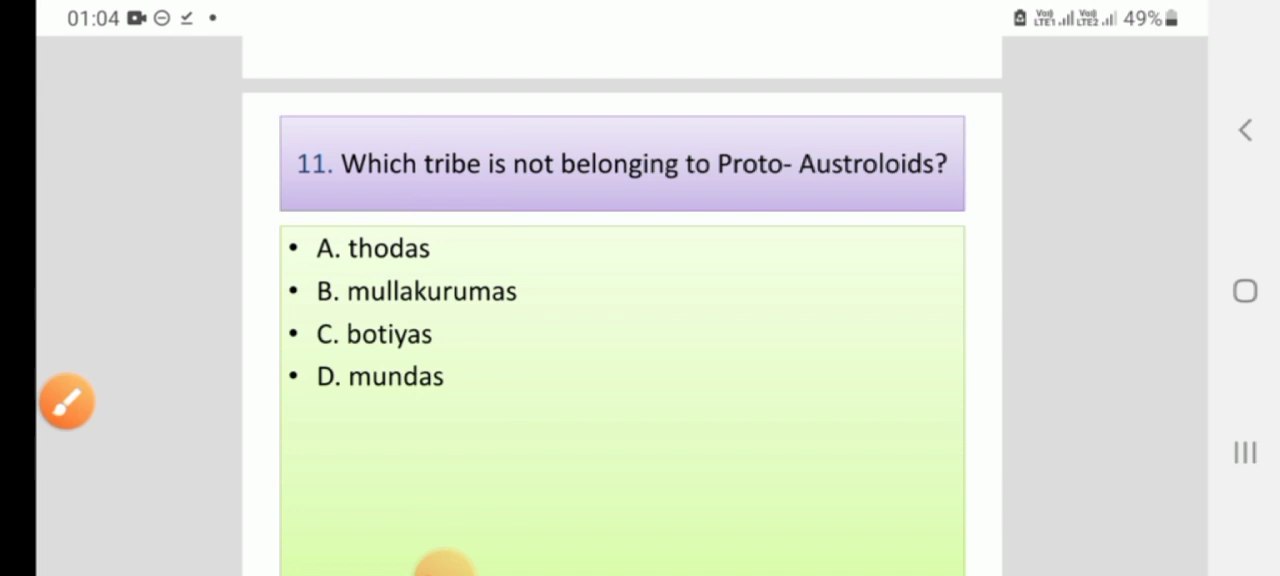 01:04
49%
11. Which tribe is not belonging to Proto- Austroloids?
• A. thodas
• B. mullakurumas
• C. botiyas
• D. mundas